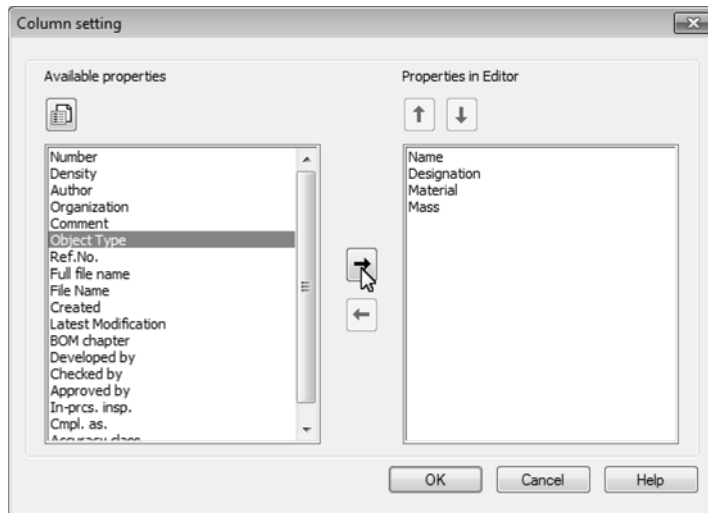 Column setting
Available properties
Number
Density
Author
Organization
Comment
Object Type
Ref.No.
Full file name
File Name
Created
Latest Modification
BOM chapter
Developed by
Checked by
Approved by
In-prcs. insp.
Cmpl. as.
Accuracy class
Properties in Editor
Name
Designation
Material
Mass
OK
Cancel
Help